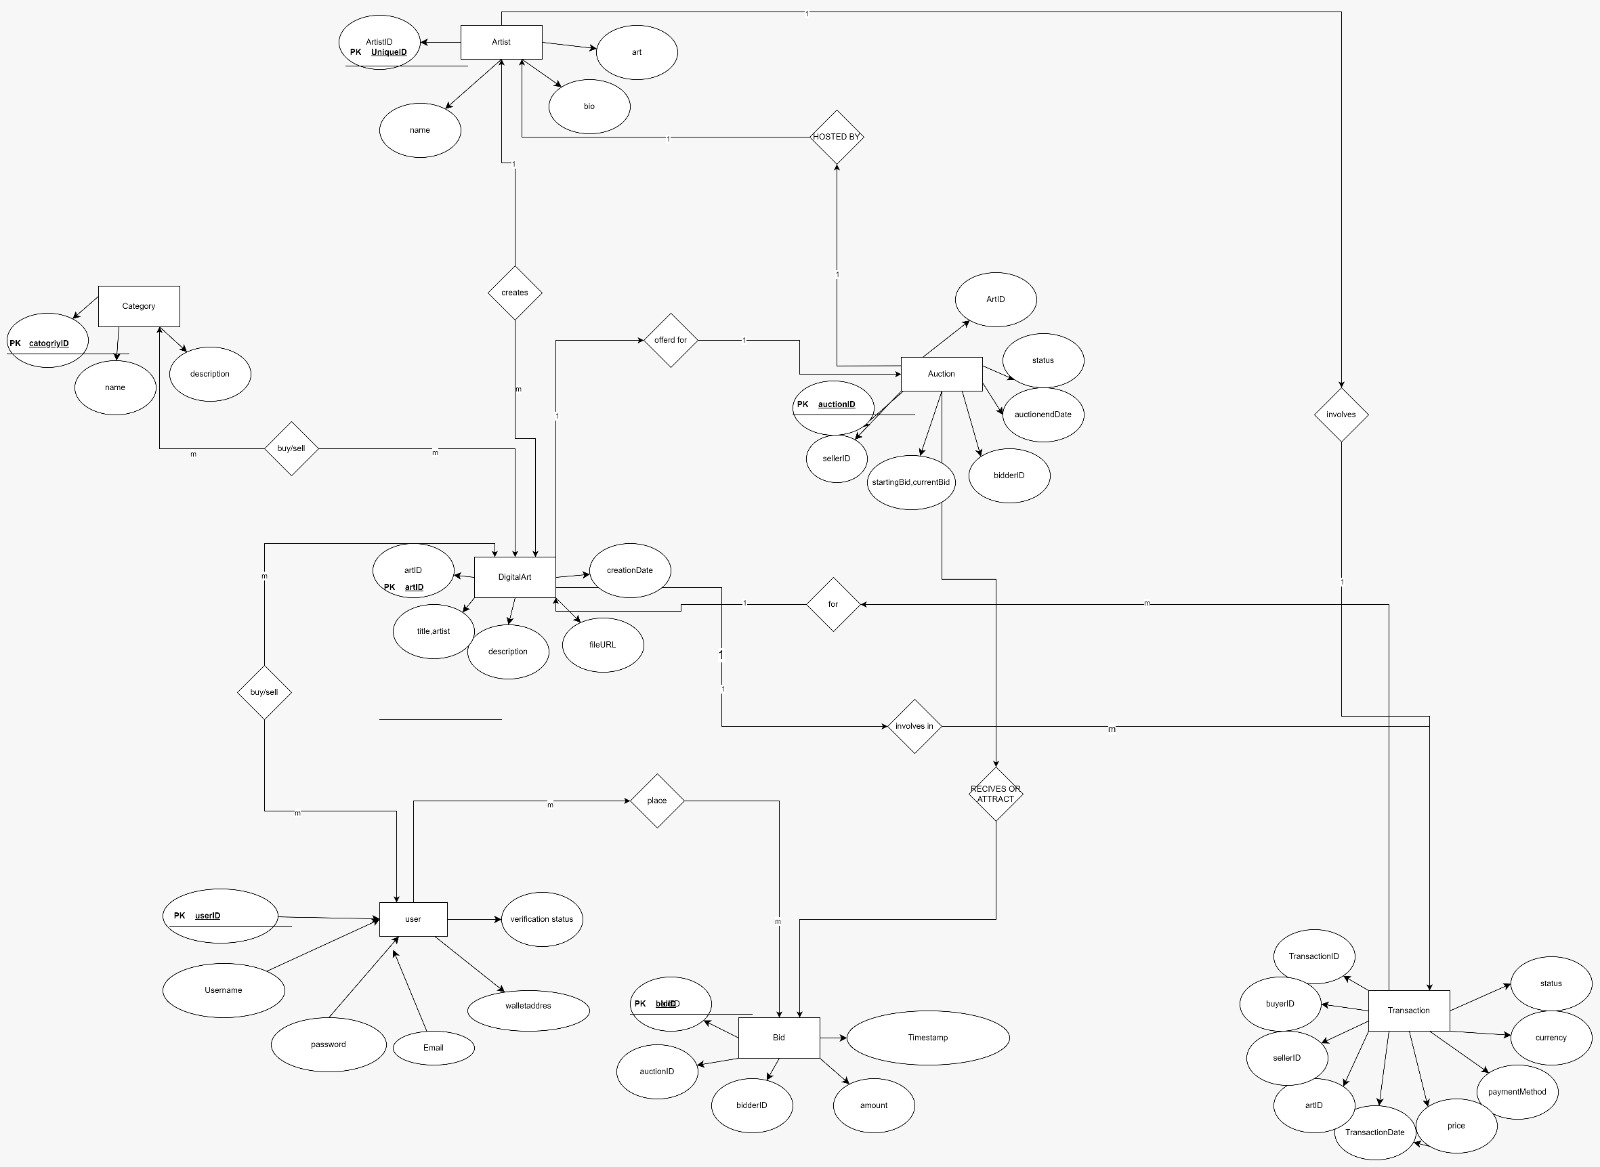 1
ArtistID
PK UniqueID
Artist
art
bio
name
HOSTED BY
1
1
creates
1
Category
PK catogriyID
name
description
ArtID
offerd for
1
Auction
status
PK auctionID
auctionendDate
sellerID
startingBid,currentBid
bidderID
involves
m
1
buy/sell
m
m
artID
PK artID
DigitalArt
creationDate
title,artist
description
fileURL
m
for
1
m
1
1
1
buy/sell
involves in
m
place
m
RECIVES OR
ATTRACT
m
PK userID
user
verification status
Username
walletaddres
password
Email
m
PK
Bid
Timestamp
auctionID
bidderID
amount
TransactionID
status
buyerID
Transaction
sellerID
currency
artID
paymentMethod
TransactionDate
price